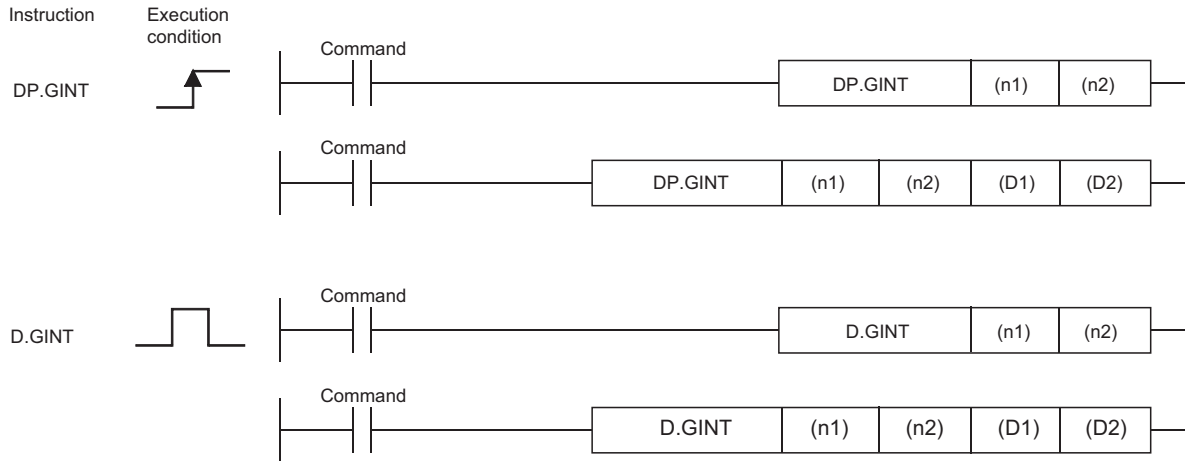 Instruction Execution condition
Command
DP.GINT DP.GINT (n1) (n2)
Command
DP.GINT (n1) (n2) (D1) (D2)
Command
D.GINT D.GINT (n1) (n2)
Command
D.GINT (n1) (n2) (D1) (D2)